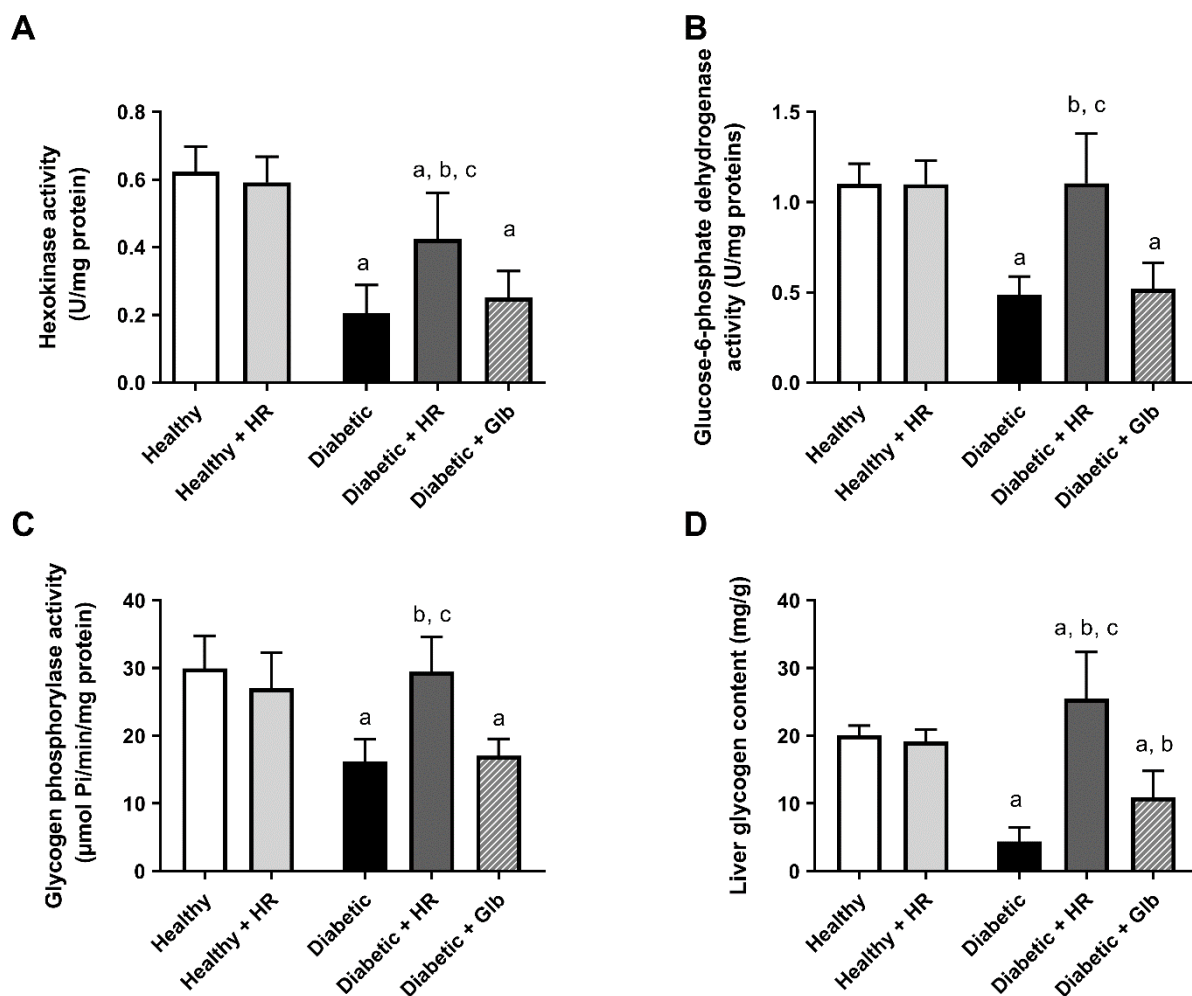 A
Hexokinase activity
(U/mg protein)
0.8
0.6
0.4
0.2
0.0
a
a, b, c
a
Healthy
Healthy + HR
Diabetic
Diabetic + HR
Diabetic + Glb
B
Glucose-6-phosphate dehydrogenase
activity (U/mg proteins)
1.5
1.0
0.5
0.0
a
b, c
a
Healthy
Healthy + HR
Diabetic
Diabetic + HR
Diabetic + Glb
C
Glycogen phosphorylase activity
(µmol Pi/min/mg protein)
40
30
20
10
0
a
b, c
a
Healthy
Healthy + HR
Diabetic
Diabetic + HR
Diabetic + Glb
D
Liver glycogen content (mg/g)
40
30
20
10
0
a
a, b, c
a, b
Healthy
Healthy + HR
Diabetic
Diabetic + HR
Diabetic + Glb